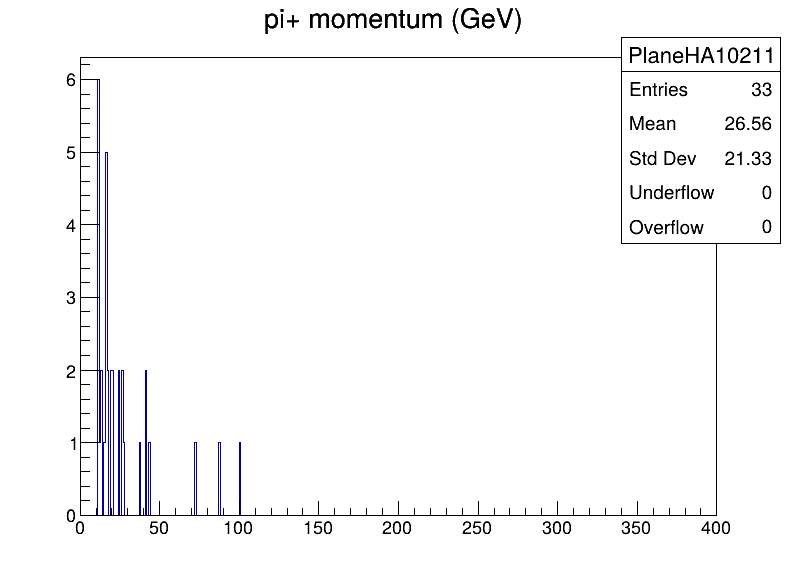 pi+ momentum (GeV)
PlaneHA10211
Entries 33
Mean 26.56
Std Dev 21.33
Underflow 0
Overflow 0
6
5
4
3
2
1
0
0 50 100 150 200 250 300 350 400